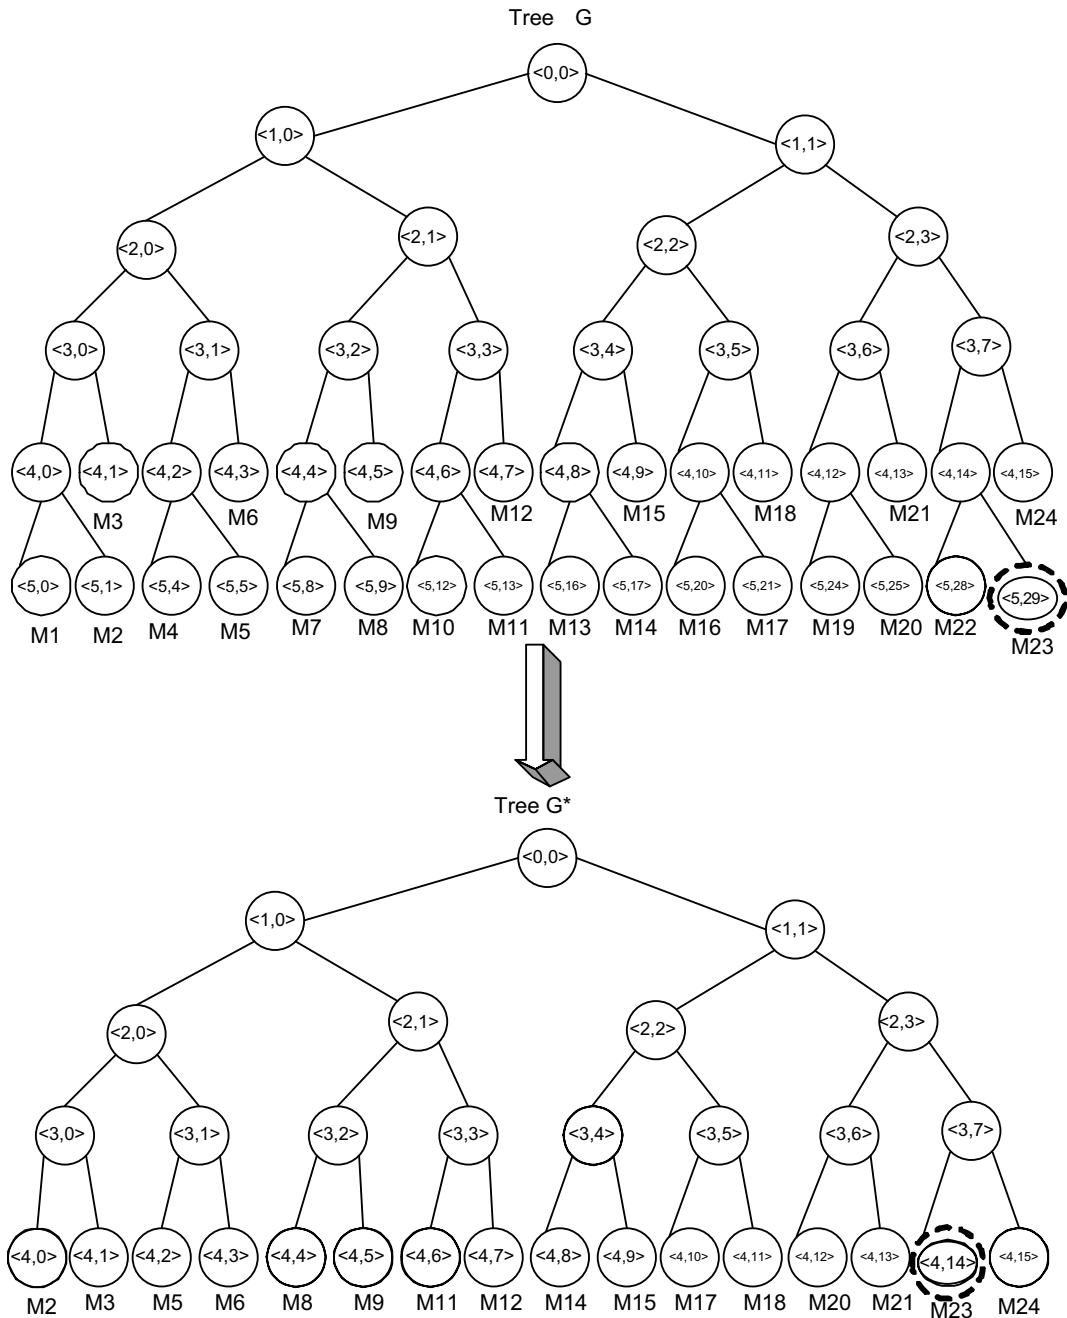 Tree G
<0,0>
<1,0> <1,1>
<2,0> <2,1> <2,2> <2,3>
<3,0> <3,1> <3,2> <3,3> <3,4> <3,5> <3,6> <3,7>
<4,0> <4,1> <4,2> <4,3> <4,4> <4,5> <4,6> <4,7> <4,8> <4,9> <4,10> <4,11> <4,12> <4,13> <4,14> <4,15>
M3 M6 M9 M12 M15 M18 M21 M24
<5,0> <5,1> <5,4> <5,5> <5,8> <5,9> <5,12> <5,13> <5,16> <5,17> <5,20> <5,21> <5,24> <5,25> <5,28> <5,29>
M1 M2 M4 M5 M7 M8 M10 M11 M13 M14 M16 M17 M19 M20 M22 M23
Tree G*
<0,0>
<1,0> <1,1>
<2,0> <2,1> <2,2> <2,3>
<3,0> <3,1> <3,2> <3,3> <3,4> <3,5> <3,6> <3,7>
<4,0> <4,1> <4,2> <4,3> <4,4> <4,5> <4,6> <4,7> <4,8> <4,9> <4,10> <4,11> <4,12> <4,13> <4,14> <4,15>
M2 M3 M5 M6 M8 M9 M11 M12 M14 M15 M17 M18 M20 M21 M23 M24